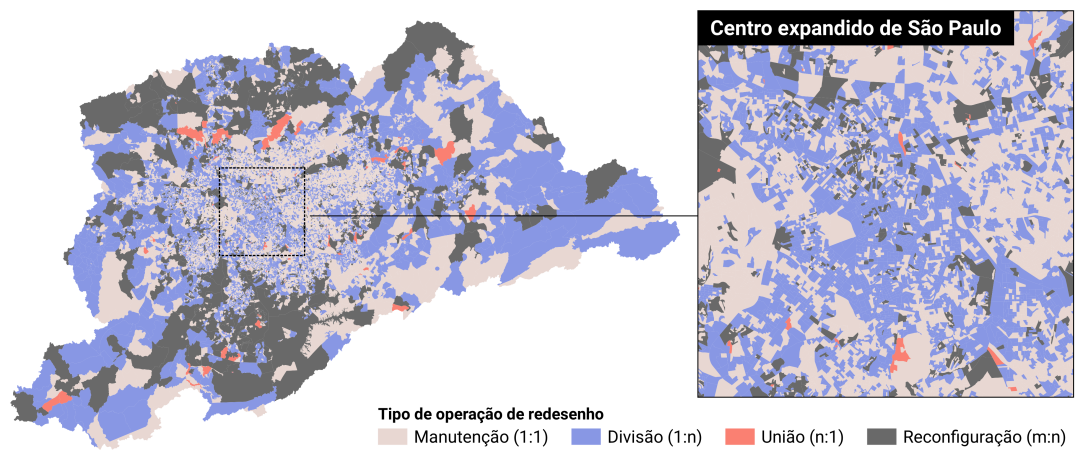 Centro expandido de São Paulo
Tipo de operação de redesenho
Manutenção (1:1) Divisão (1:n) União (n:1) Reconfiguração (m:n)